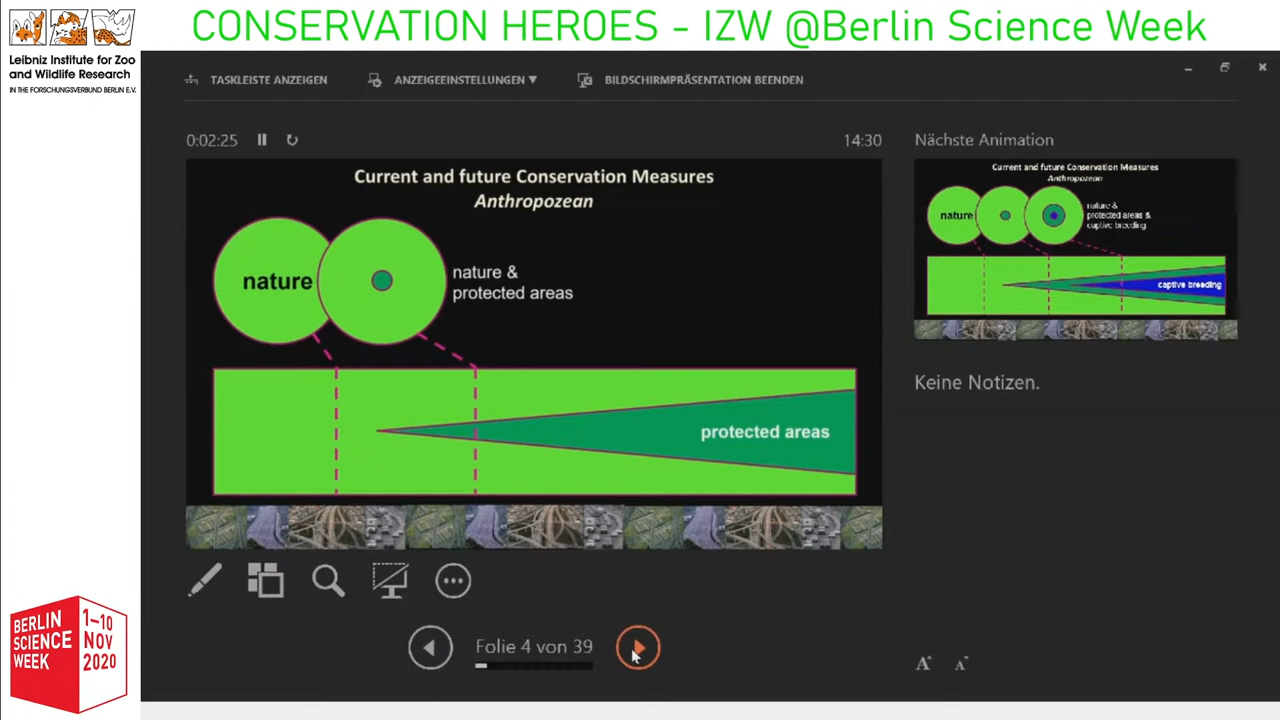 CONSERVATION HEROES - IZW @Berlin Science Week
Leibniz Institute for Zoo
and Wildlife Research
IN THE FORSCHUNGSVERBUND BERLIN E.V.
TASKLEISTE ANZEIGEN
ANZEIGEEINSTELLUNGEN ▼
BILDSCHIRMPRÄSENTATION BEENDEN
0:02:25
14:30
Current and future Conservation Measures
Anthropozean
nature
nature &
protected areas
protected areas
Nächste Animation
Current and future Conservation Measures
Anthropozean
nature
nature &
protected areas &
captive breeding
captive breeding
Keine Notizen.
Folie 4 von 39
A A
BERLIN
SCIENCE
WEEK
1–10
NOV
2020